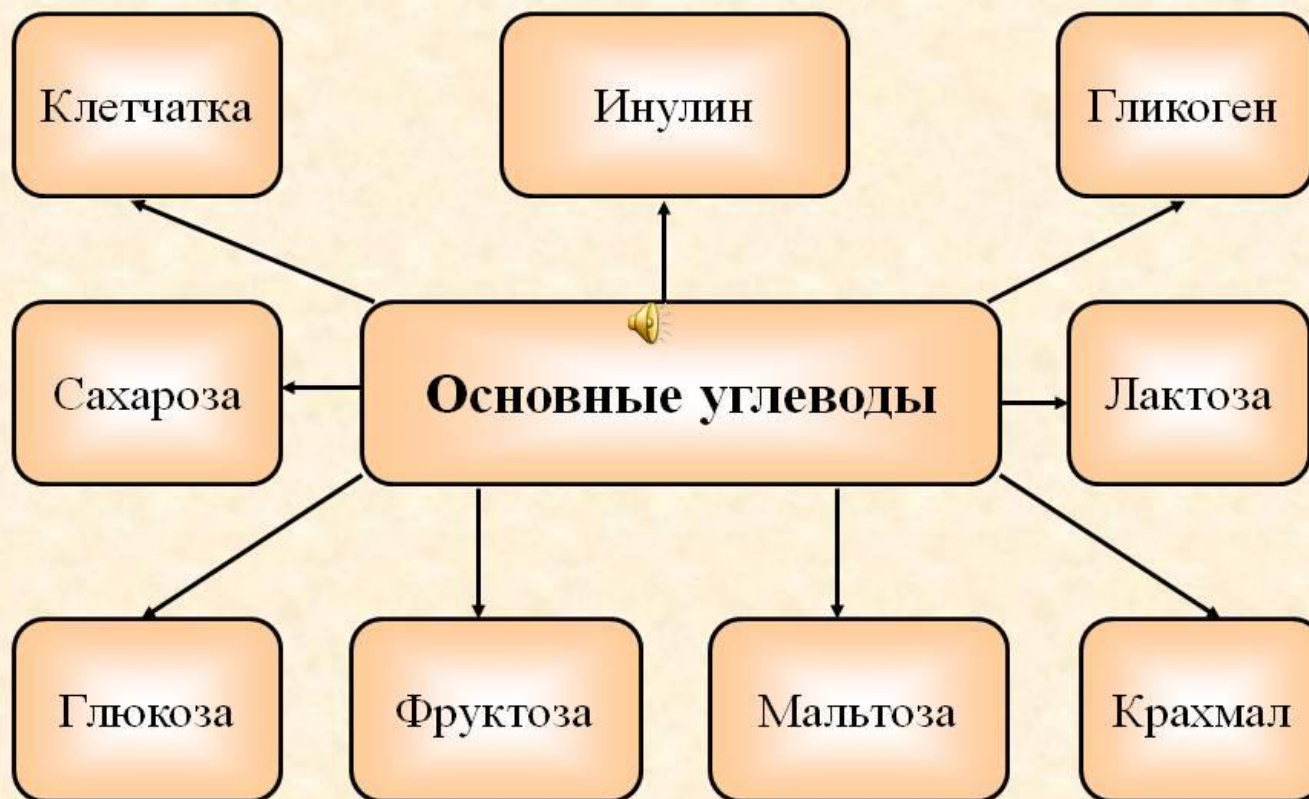 Клетчатка
Инулин
Гликоген
Сахароза
Основные углеводы
Лактоза
Глюкоза
Фруктоза
Мальтоза
Крахмал